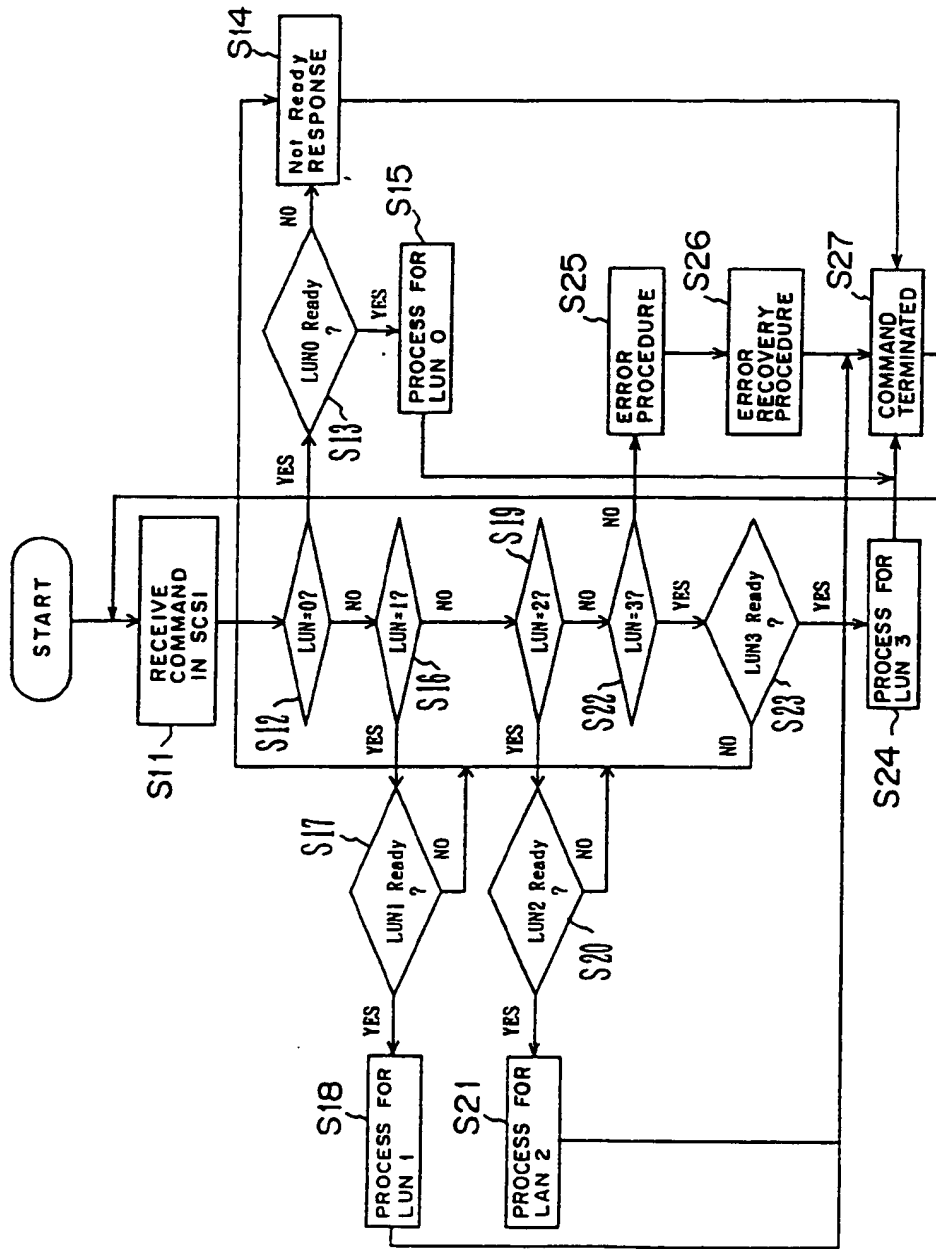 START
S11
RECEIVE
COMMAND
IN SCSI
S12
LUN=0?
YES
NO
S13
LUN0 Ready
?
NO
YES
S14
Not Ready
RESPONSE
S15
PROCESS FOR
LUN 0
S16
LUN=1?
YES
NO
S17
LUN1 Ready
?
NO
YES
S18
PROCESS FOR
LUN 1
S19
LUN=2?
YES
NO
S20
LUN2 Ready
?
NO
YES
S21
PROCESS FOR
LAN 2
S22
LUN=3?
NO
YES
S23
LUN3 Ready
?
NO
YES
S24
PROCESS FOR
LUN 3
S25
ERROR
PROCEDURE
S26
ERROR
RECOVERY
PROCEDURE
S27
COMMAND
TERMINATED